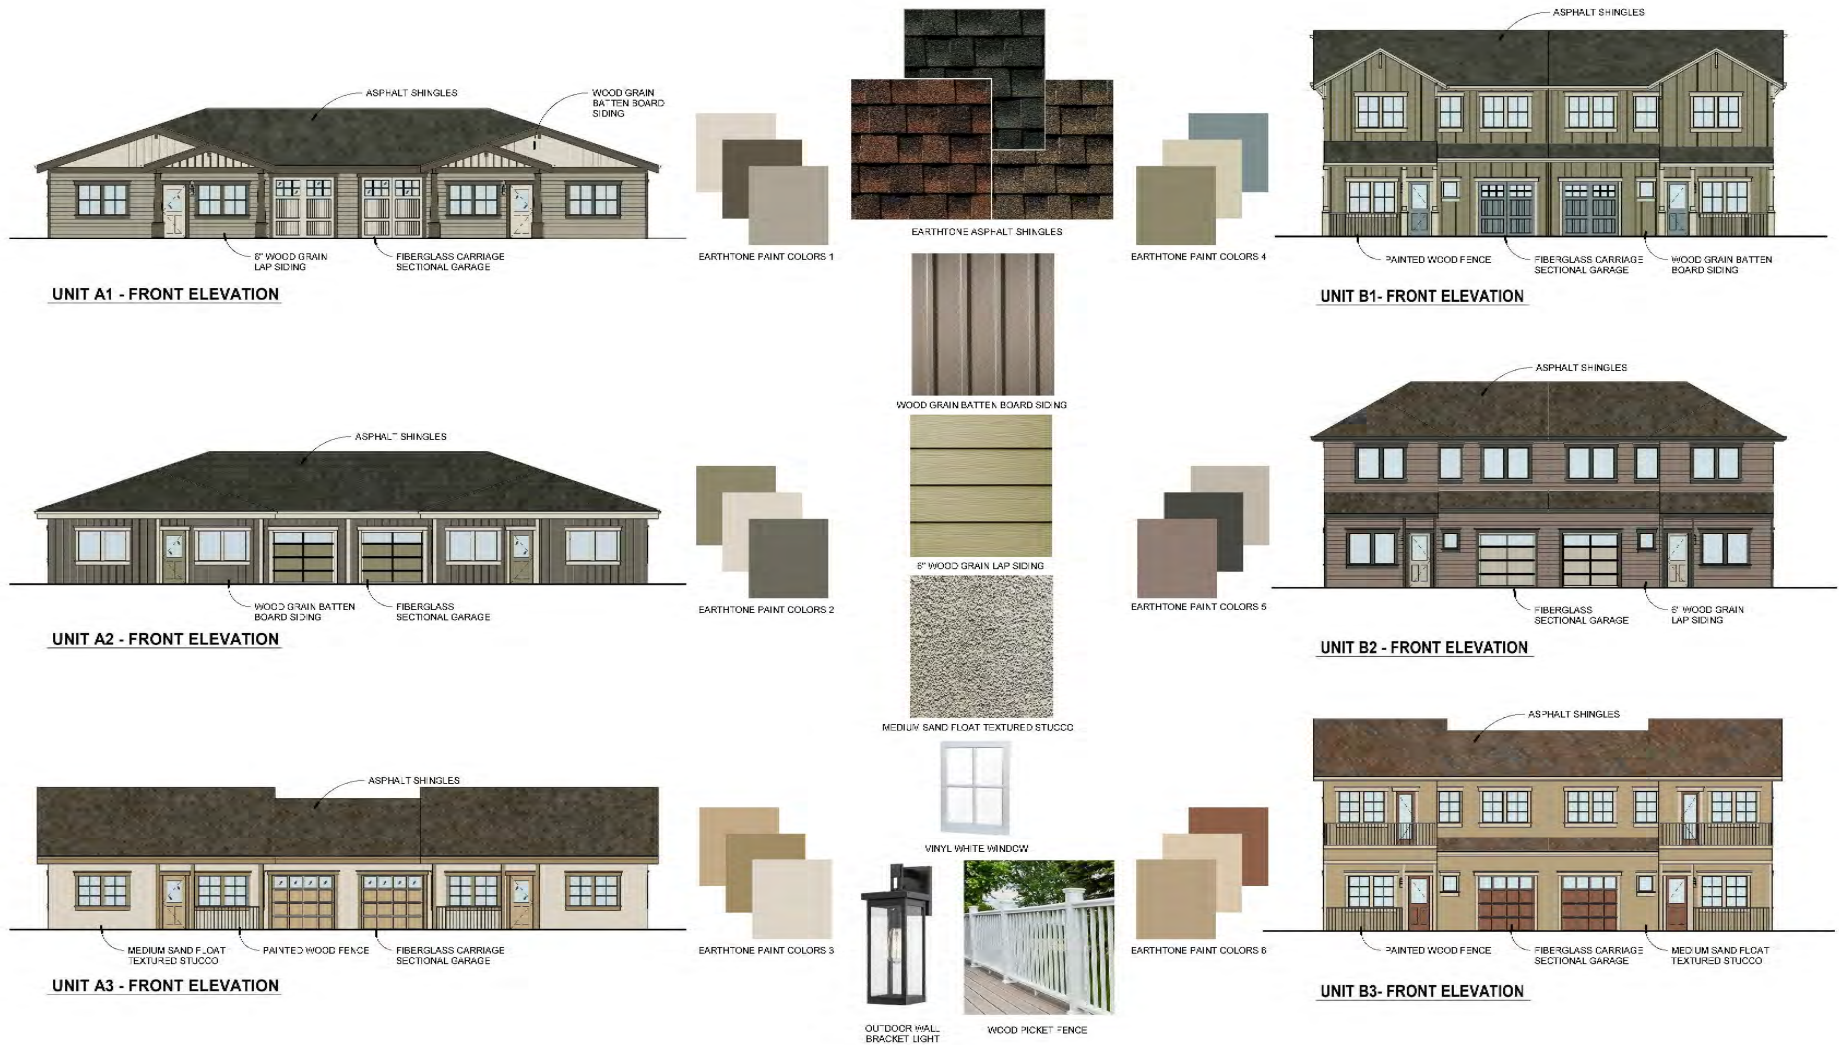 ASPHALT SHINGLES
WOOD GRAIN
BATTEN BOARD
SIDING
6" WOOD GRAIN
LAP SIDING
FIBERGLASS CARRIAGE
SECTIONAL GARAGE
UNIT A1 - FRONT ELEVATION
EARTHTONE PAINT COLORS 1
EARTHTONE ASPHALT SHINGLES
EARTHTONE PAINT COLORS 4
ASPHALT SHINGLES
PAINTED WOOD FENCE
FIBERGLASS CARRIAGE
SECTIONAL GARAGE
WOOD GRAIN BATTEN
BOARD SIDING
UNIT B1- FRONT ELEVATION
WOOD GRAIN BATTEN BOARD SIDING
ASPHALT SHINGLES
WOOD GRAIN BATTEN
BOARD SIDING
FIBERGLASS
SECTIONAL GARAGE
UNIT A2 - FRONT ELEVATION
EARTHTONE PAINT COLORS 2
6" WOOD GRAIN LAP SIDING
EARTHTONE PAINT COLORS 5
ASPHALT SHINGLES
FIBERGLASS
SECTIONAL GARAGE
6" WOOD GRAIN
LAP SIDING
UNIT B2 - FRONT ELEVATION
MEDIUM SAND FLOAT TEXTURED STUCCO
ASPHALT SHINGLES
MEDIUM SAND FLOAT
TEXTURED STUCCO
PAINTED WOOD FENCE
FIBERGLASS CARRIAGE
SECTIONAL GARAGE
UNIT A3 - FRONT ELEVATION
EARTHTONE PAINT COLORS 3
VINYL WHITE WINDOW
OUTDOOR WALL
BRACKET LIGHT
WOOD PICKET FENCE
EARTHTONE PAINT COLORS 6
ASPHALT SHINGLES
PAINTED WOOD FENCE
FIBERGLASS CARRIAGE
SECTIONAL GARAGE
MEDIUM SAND FLOAT
TEXTURED STUCCO
UNIT B3- FRONT ELEVATION